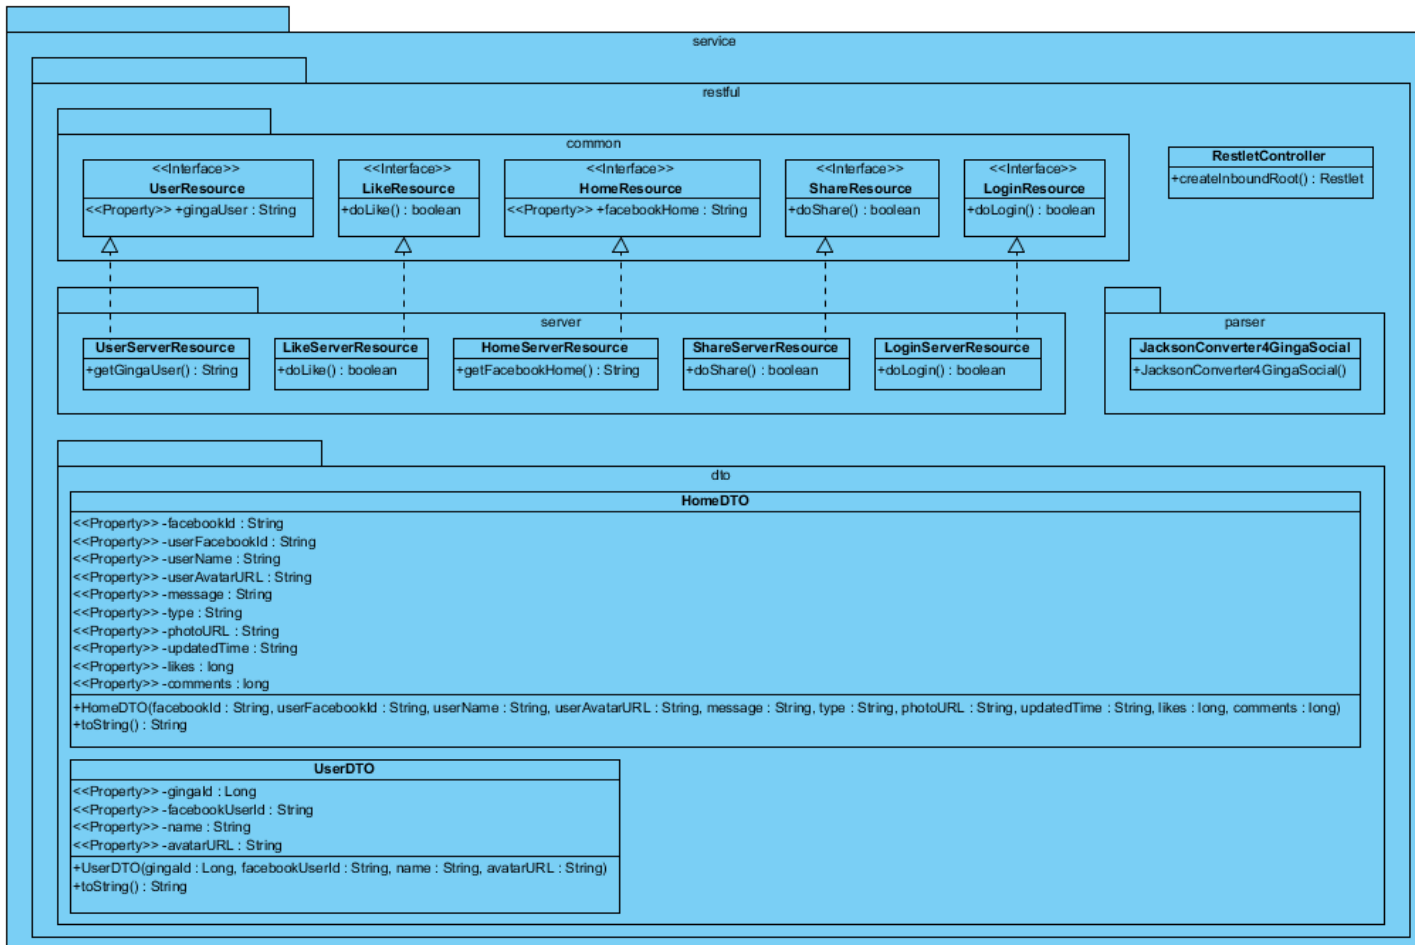 service
restful
common
<<Interface>>
UserResource
<<Property>> +gingaUser : String
<<Interface>>
LikeResource
+doLike() : boolean
<<Interface>>
HomeResource
<<Property>> +facebookHome : String
<<Interface>>
ShareResource
+doShare() : boolean
<<Interface>>
LoginResource
+doLogin() : boolean
RestletController
+createInboundRoot() : Restlet
server
UserServerResource
+getGingaUser() : String
LikeServerResource
+doLike() : boolean
HomeServerResource
+getFacebookHome() : String
ShareServerResource
+doShare() : boolean
LoginServerResource
+doLogin() : boolean
parser
JacksonConverter4GingaSocial
+JacksonConverter4GingaSocial()
dto
HomeDTO
<<Property>> -facebookId : String
<<Property>> -userFacebookId : String
<<Property>> -userName : String
<<Property>> -userAvatarURL : String
<<Property>> -message : String
<<Property>> -type : String
<<Property>> -photoURL : String
<<Property>> -updatedTime : String
<<Property>> -likes : long
<<Property>> -comments : long
+HomeDTO(facebookId : String, userFacebookId : String, userName : String, userAvatarURL : String, message : String, type : String, photoURL : String, updatedTime : String, likes : long, comments : long)
+toString() : String
UserDTO
<<Property>> -gingaId : Long
<<Property>> -facebookUserId : String
<<Property>> -name : String
<<Property>> -avatarURL : String
+UserDTO(gingaId : Long, facebookUserId : String, name : String, avatarURL : String)
+toString() : String